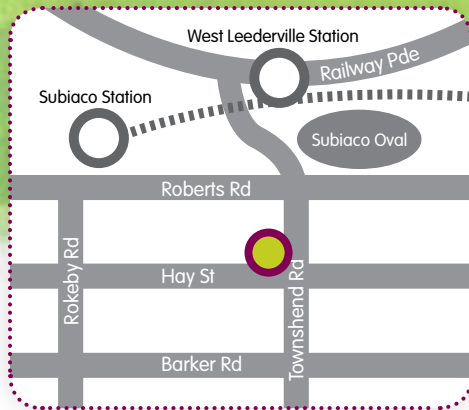 West Leederville Station
Railway Pde
Subiaco Station
Subiaco Oval
Roberts Rd
Rokeby Rd
Hay St
Townshend Rd
Barker Rd